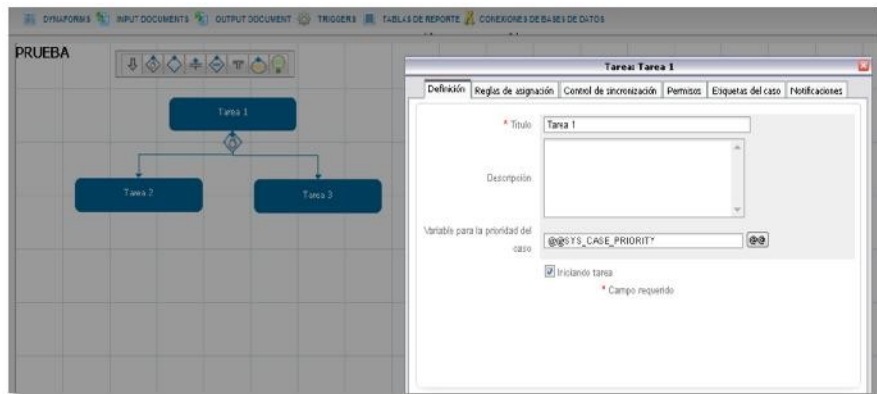 DYNAFORMS INPUT DOCUMENTS OUTPUT DOCUMENT TRIGGERS TABLAS DE REPORTE CONEXIONES DE BASES DE DATOS
PRUEBA
Tarea 1
Tarea 2 Tarea 3
Tarea: Tarea 1
Definición Reglas de asignación Control de sincronización Permisos Etiquetas del caso Notificaciones
* Titulo Tarea 1
Descripción
Variable para la prioridad del
caso @@SYS_CASE_PRIORITY @@
Iniciando tarea
* Campo requerido